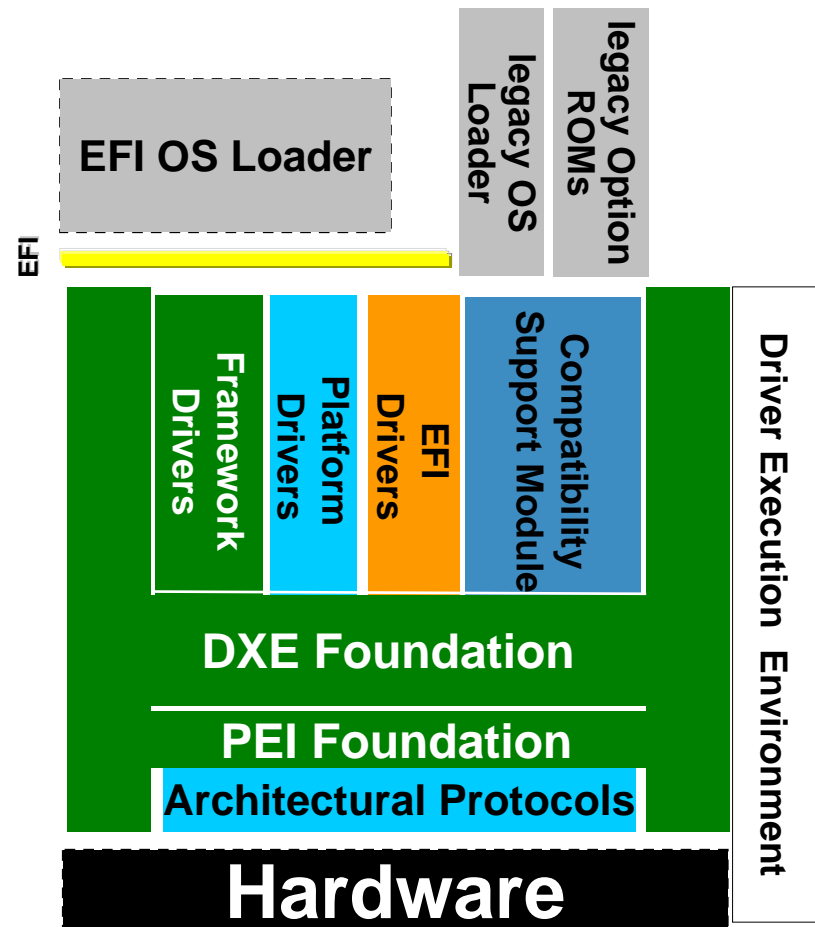 legacy OS
Loader
legacy Option
ROMs
EFI OS Loader
EFI
Framework
Drivers
Platform
Drivers
EFI
Drivers
Compatibility
Support Module
Driver Execution Environment
DXE Foundation
PEI Foundation
Architectural Protocols
Hardware